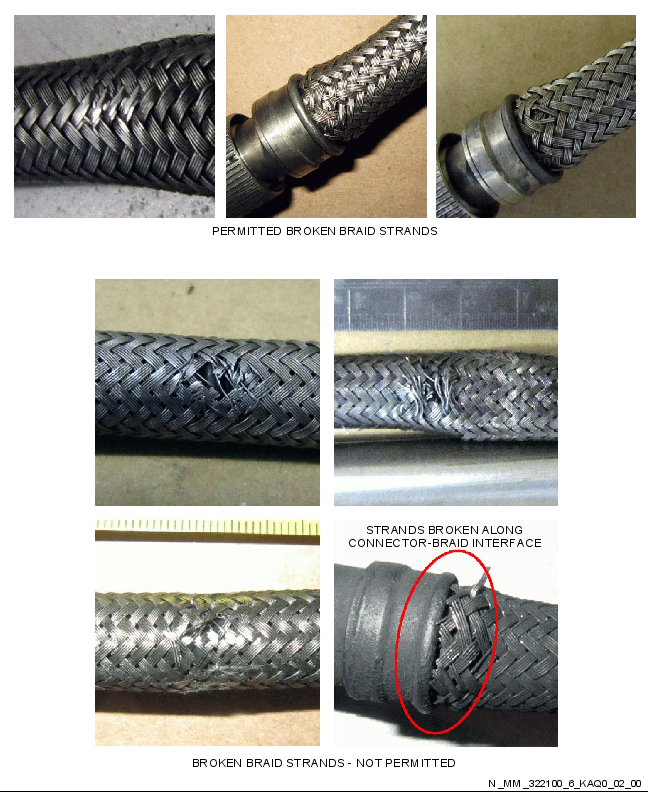 PERMITTED BROKEN BRAID STRANDS
STRANDS BROKEN ALONG
CONNECTOR-BRAID INTERFACE
BROKEN BRAID STRANDS - NOT PERMITTED
N_MM_322100_6_KAQ0_02_00